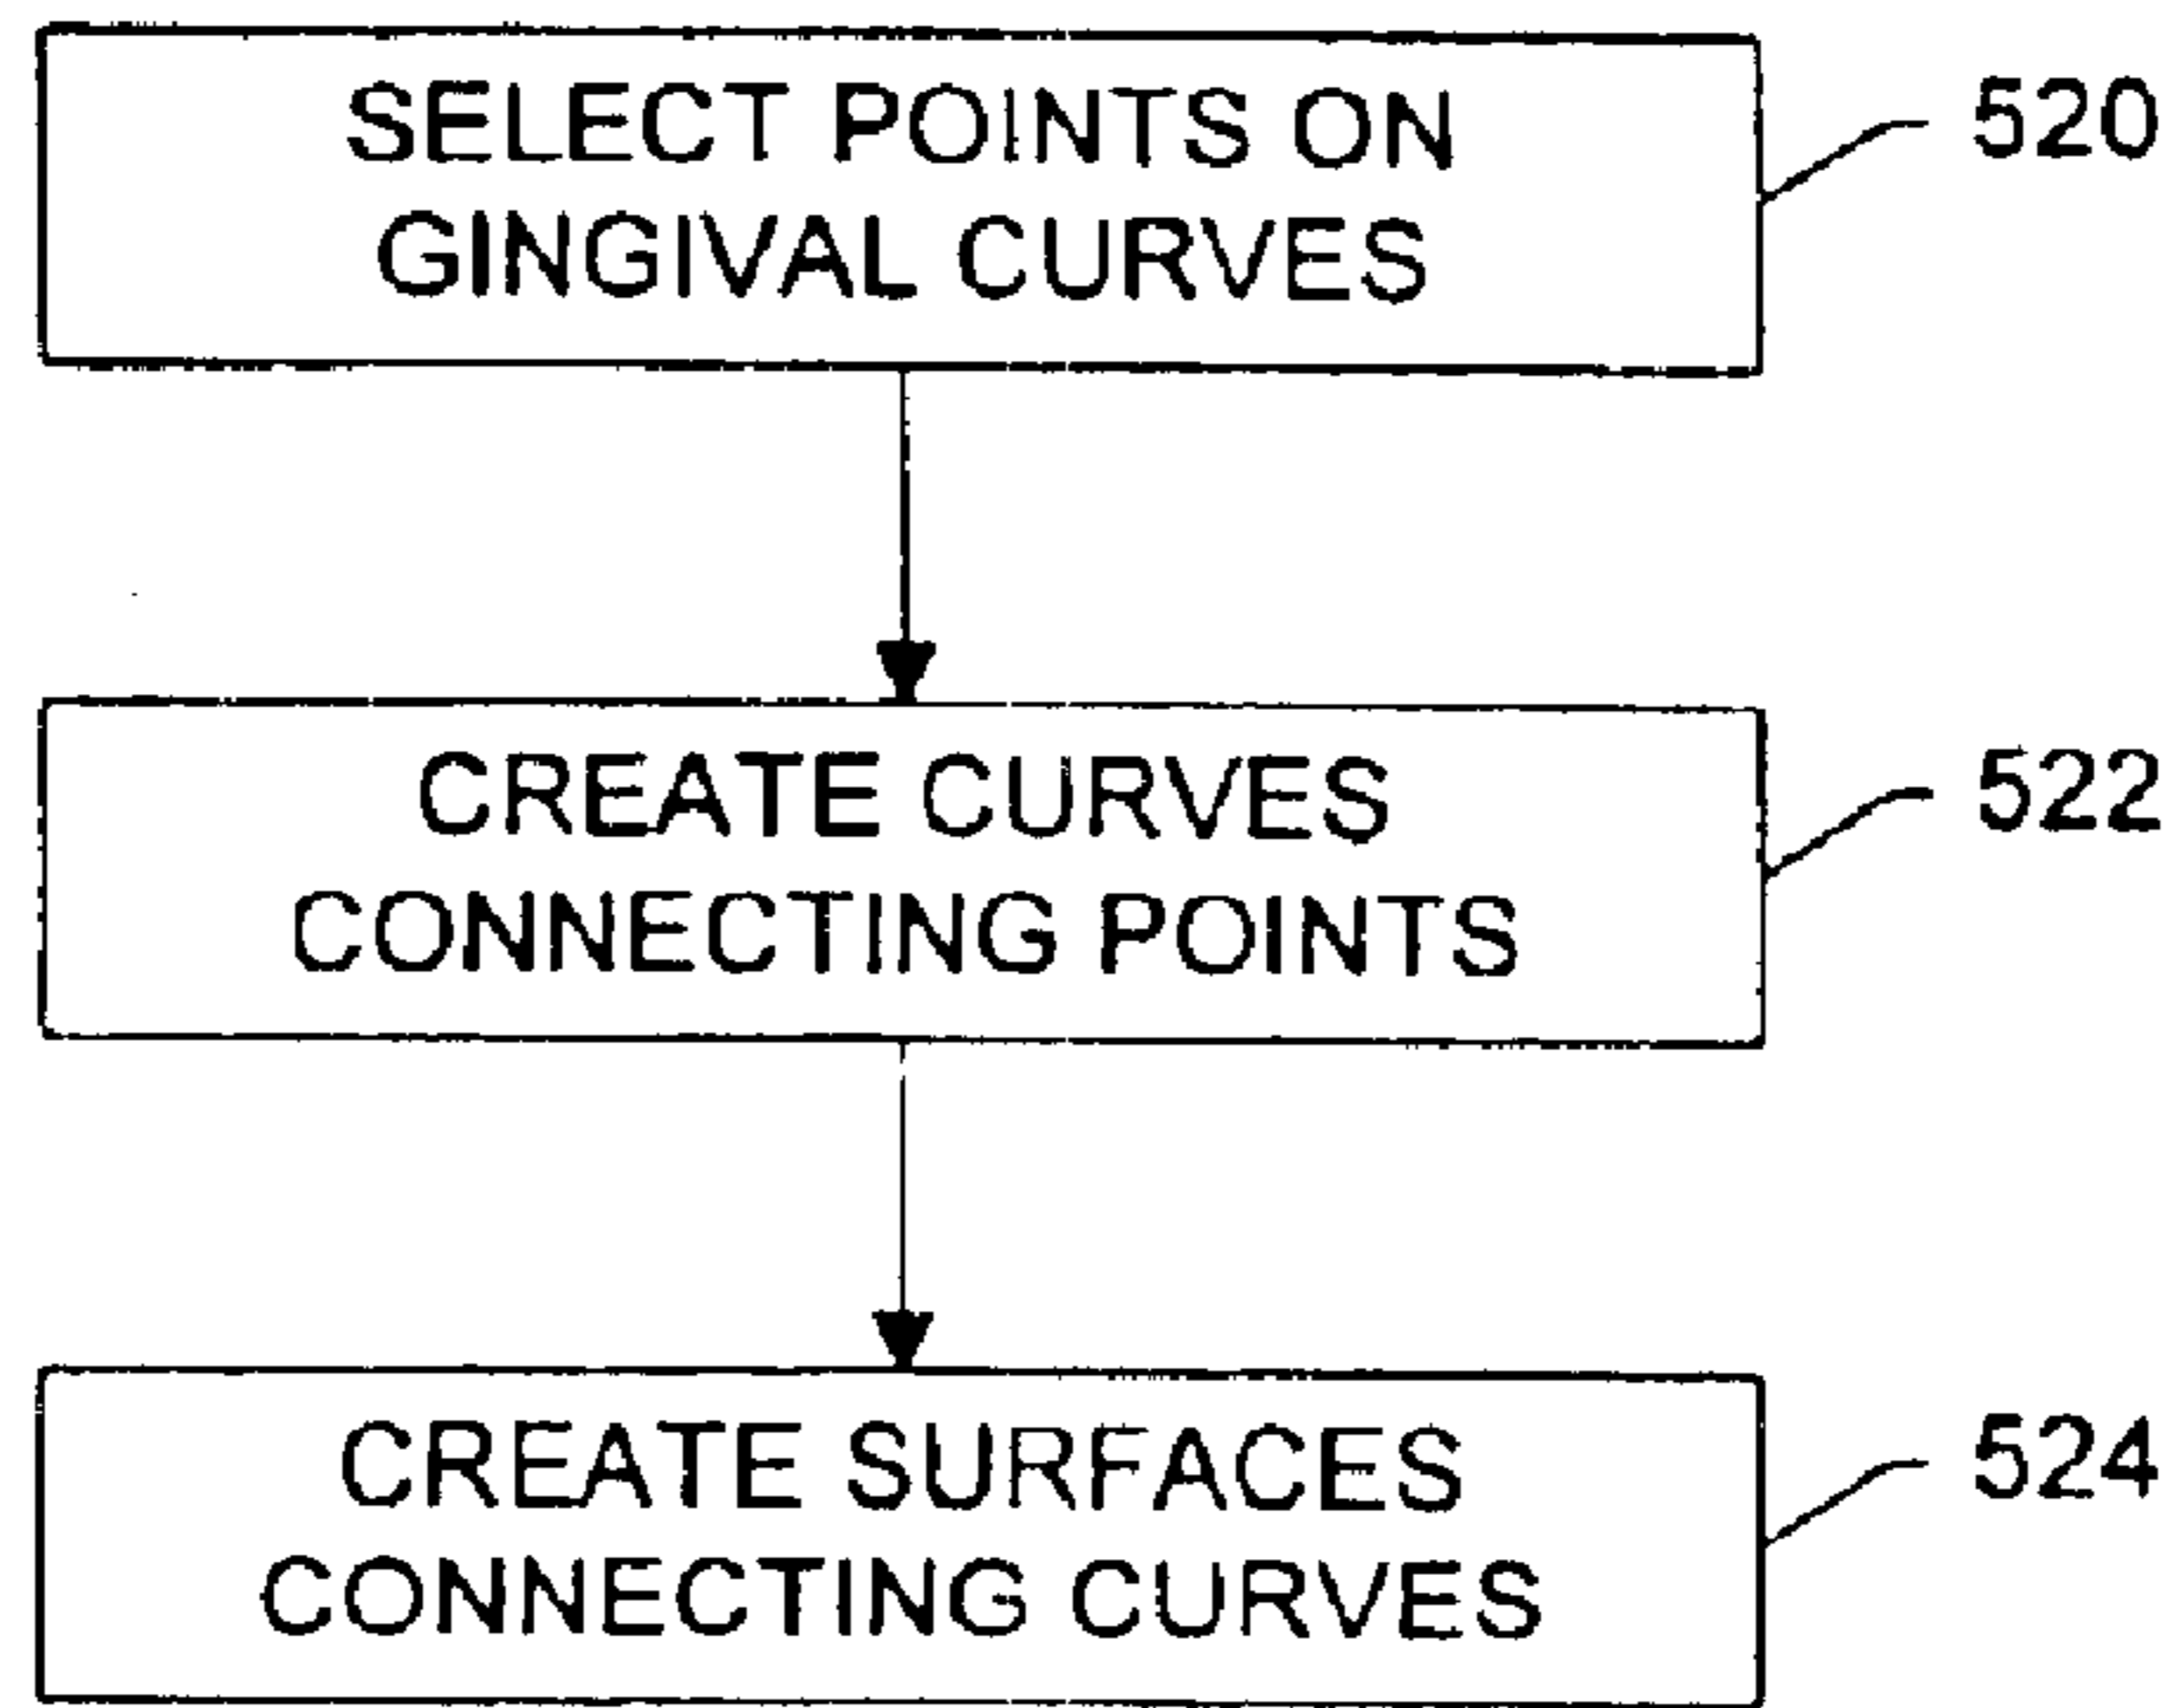 SELECT POINTS ON
GINGIVAL CURVES
520
CREATE CURVES
CONNECTING POINTS
522
CREATE SURFACES
CONNECTING CURVES
524